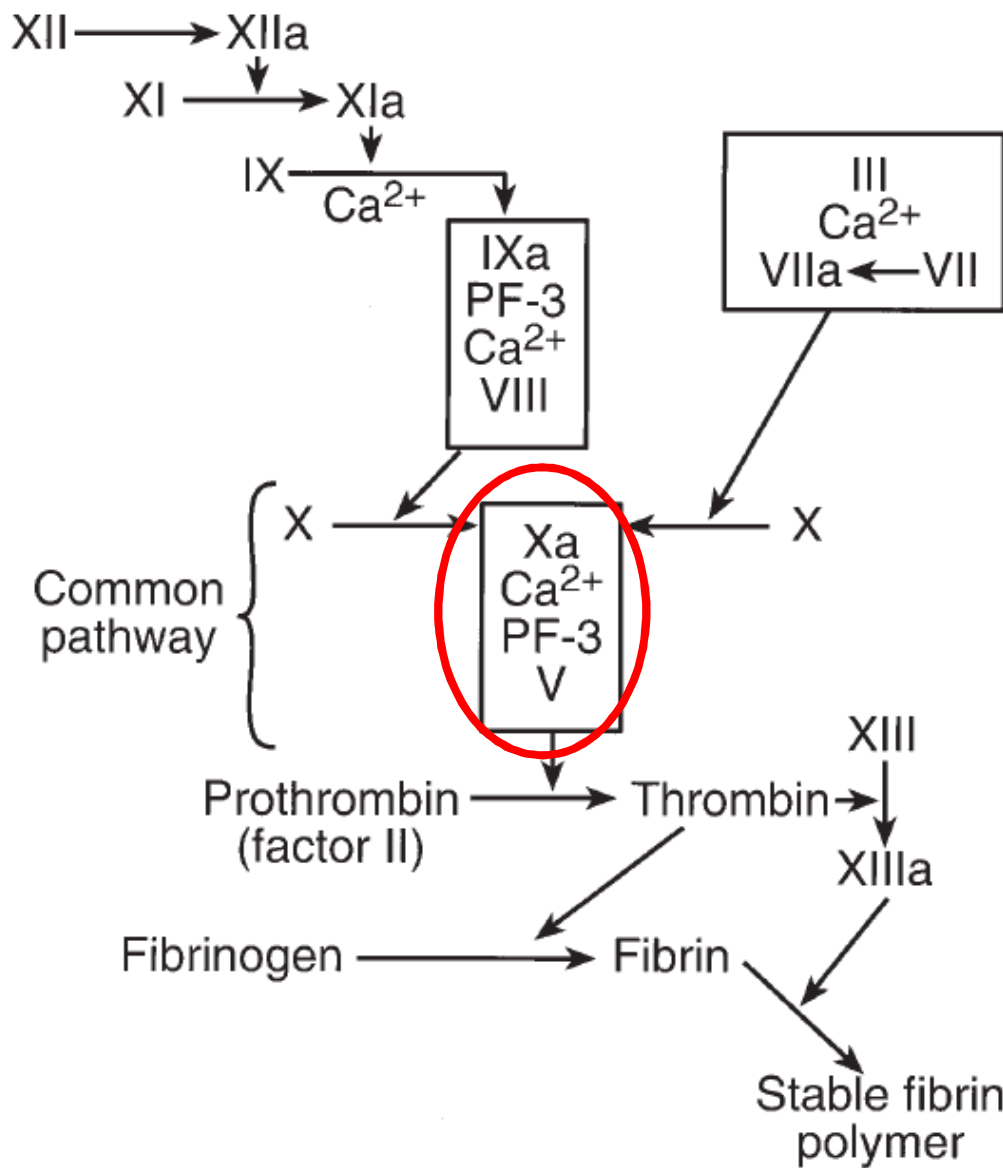 XII XIIa
XI XIa
IX Ca²⁺
IXa
PF-3
Ca²⁺
VIII
III
Ca²⁺
VIIa VII
Common
pathway
X
Xa
Ca²⁺
PF-3
V
X
Prothrombin
(factor II)
Thrombin
XIII
XIIIa
Fibrinogen
Fibrin
Stable fibrin
polymer